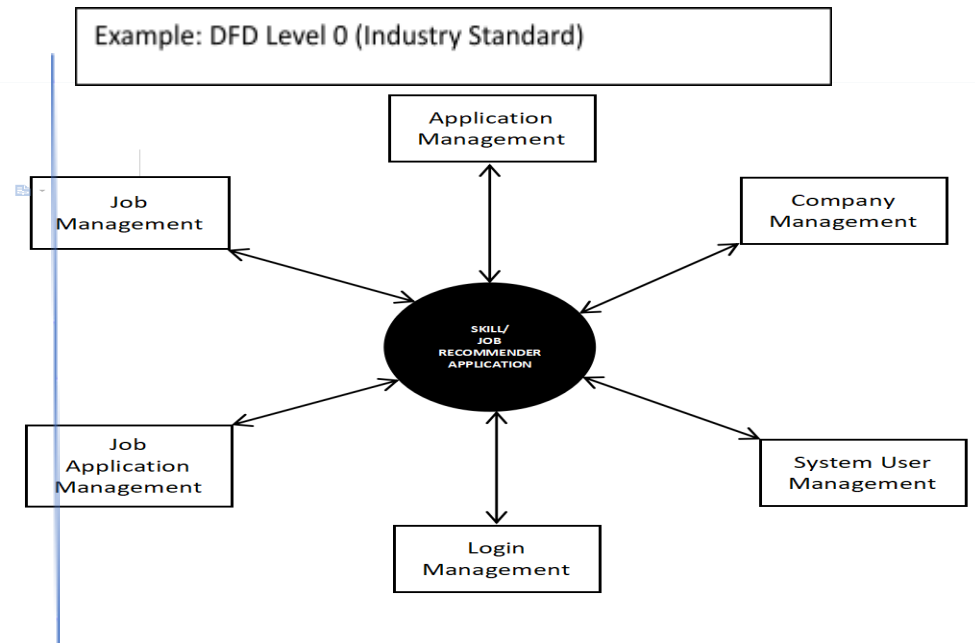 Example: DFD Level 0 (Industry Standard)
Application
Management
Job
Management
Company
Management
SKILL/
JOB
RECOMMENDER
APPLICATION
Job
Application
Management
System User
Management
Login
Management